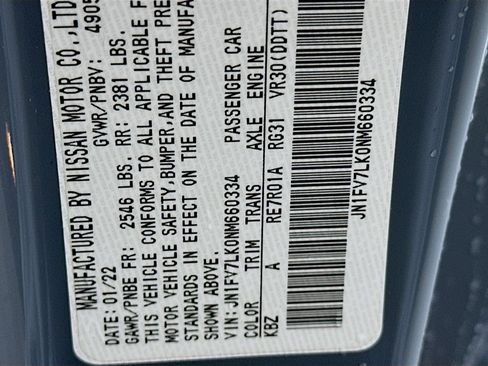 MANUFACTURED BY NISSAN MOTOR CO.,LTD
DATE: 01/22 GVWR/PNBV: 4905
GAWR/PNBE FR: 2546 LBS. RR: 2381 LBS.
THIS VEHICLE CONFORMS TO ALL APPLICABLE F
MOTOR VEHICLE SAFETY,BUMPER,AND THEFT PRE
STANDARDS IN EFFECT ON THE DATE OF MANUFA
SHOWN ABOVE.
VIN:JN1FV7LK0NM660334 PASSENGER CAR
COLOR TRIM TRANS AXLE ENGINE
KBZ A RE7R01A RG31 VR30(DDTT)
JN1FV7LK0NM660334